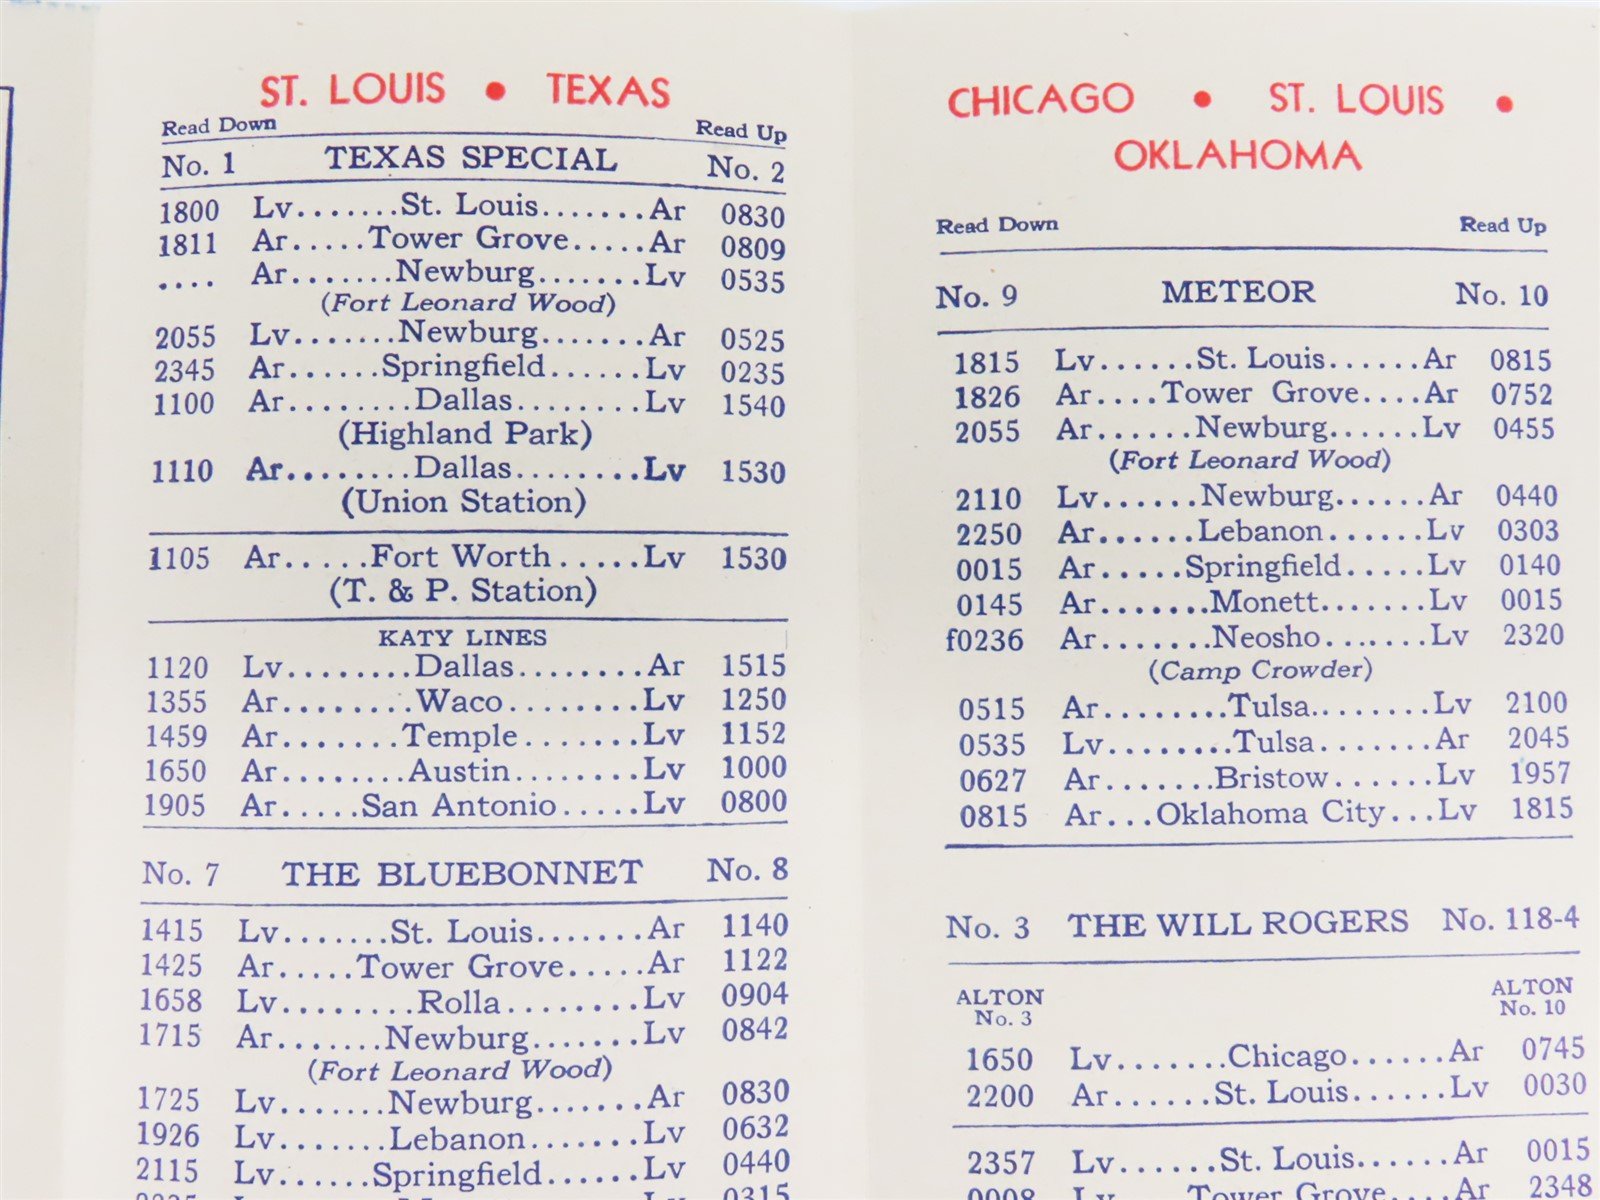 ST. LOUIS • TEXAS
Read Down Read Up
No. 1 TEXAS SPECIAL No. 2
1800 Lv.......St. Louis.......Ar 0830
1811 Ar.....Tower Grove.....Ar 0809
.... Ar.......Newburg.......Lv 0535
(Fort Leonard Wood)
2055 Lv.......Newburg.......Ar 0525
2345 Ar......Springfield......Lv 0235
1100 Ar.........Dallas.........Lv 1540
(Highland Park)
1110 Ar.........Dallas.........Lv 1530
(Union Station)
1105 Ar.....Fort Worth.....Lv 1530
(T. & P. Station)
KATY LINES
1120 Lv.........Dallas.........Ar 1515
1355 Ar.........Waco.........Lv 1250
1459 Ar........Temple........Lv 1152
1650 Ar.........Austin.........Lv 1000
1905 Ar.....San Antonio.....Lv 0800
No. 7 THE BLUEBONNET No. 8
1415 Lv.......St. Louis.......Ar 1140
1425 Ar.....Tower Grove.....Ar 1122
1658 Lv.........Rolla.........Lv 0904
1715 Ar.......Newburg.......Lv 0842
(Fort Leonard Wood)
1725 Lv.......Newburg.......Ar 0830
1926 Lv.......Lebanon.......Lv 0632
2115 Lv......Springfield......Lv 0440
0315
CHICAGO • ST. LOUIS •
OKLAHOMA
Read Down Read Up
No. 9 METEOR No. 10
1815 Lv......St. Louis......Ar 0815
1826 Ar....Tower Grove....Ar 0752
2055 Ar......Newburg......Lv 0455
(Fort Leonard Wood)
2110 Lv......Newburg......Ar 0440
2250 Ar......Lebanon......Lv 0303
0015 Ar.....Springfield.....Lv 0140
0145 Ar.......Monett.......Lv 0015
f0236 Ar.......Neosho.......Lv 2320
(Camp Crowder)
0515 Ar.........Tulsa........Lv 2100
0535 Lv.........Tulsa.......Ar 2045
0627 Ar.......Bristow.......Lv 1957
0815 Ar...Oklahoma City...Lv 1815
No. 3 THE WILL ROGERS No. 118-4
ALTON ALTON
No. 3 No. 10
1650 Lv.......Chicago......Ar 0745
2200 Ar......St. Louis......Lv 0030
2357 Lv......St. Louis......Ar 0015
0008 Lv....Tower Grove....Ar 2348